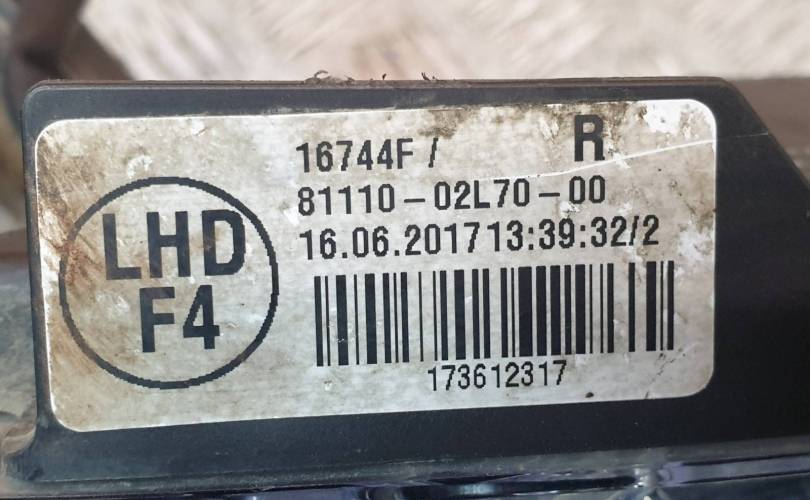 16744F / R
81110-02L70-00
16.06.2017 13:39:32/2
LHD
F4
173612317